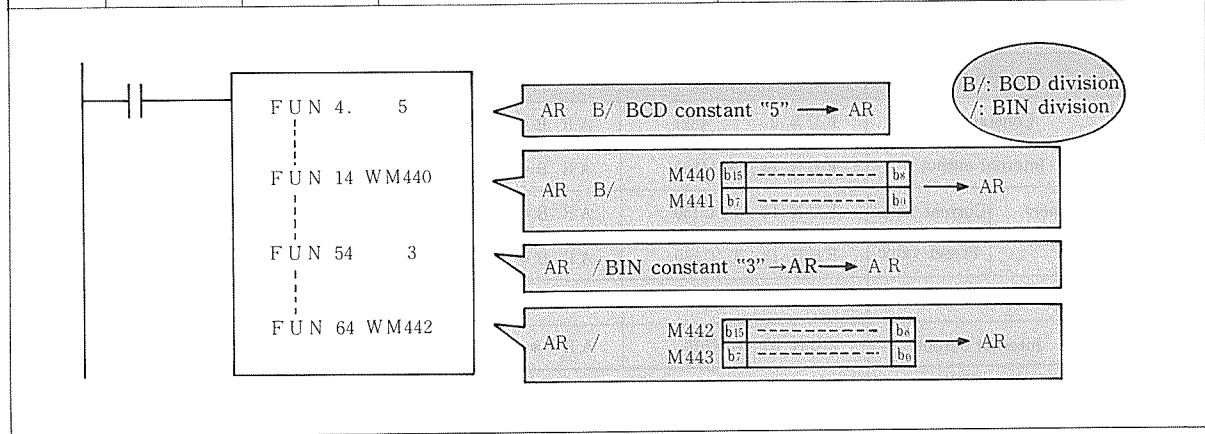 B/: BCD division
/: BIN division
FUN 4. 5
AR B/ BCD constant "5" → AR
FUN 14 WM440
AR B/ M440 b15 ---------- b8 → AR
M441 b7 ---------- b0
FUN 54 3
AR / BIN constant "3"→AR→ AR
FUN 64 WM442
AR / M442 b15 ---------- b8 → AR
M443 b7 ---------- b0